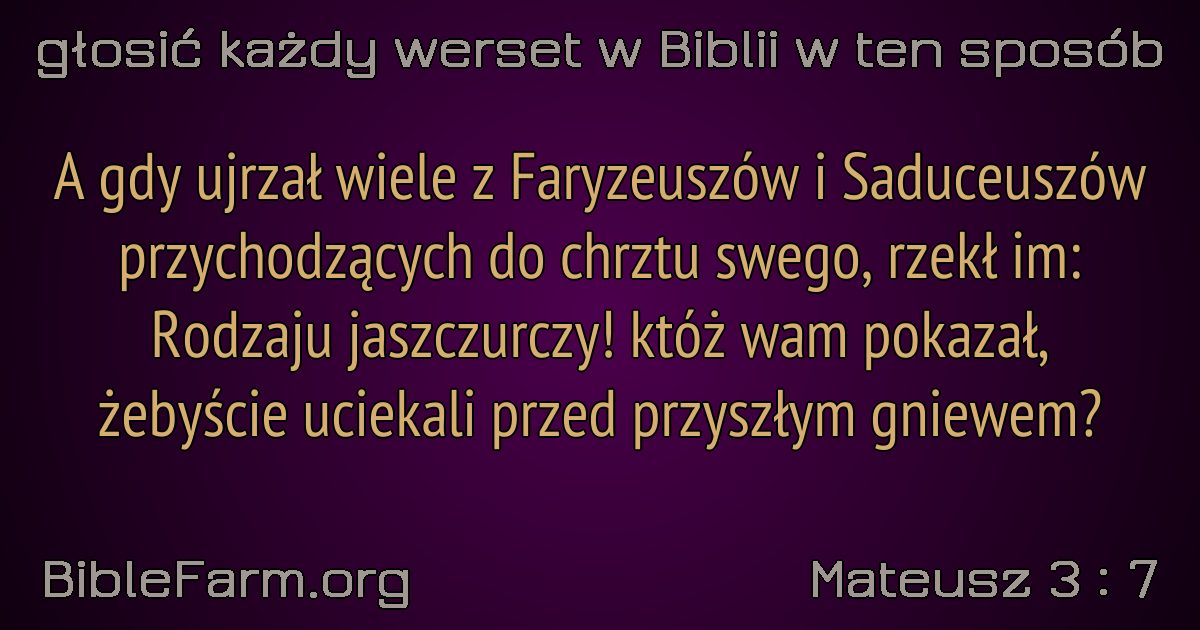 głosić każdy werset w Biblii w ten sposób
A gdy ujrzał wiele z Faryzeuszów i Saduceuszów
przychodzących do chrztu swego, rzekł im:
Rodzaju jaszczurczy! któż wam pokazał,
żebyście uciekali przed przyszłym gniewem?
BibleFarm.org
Mateusz 3 : 7